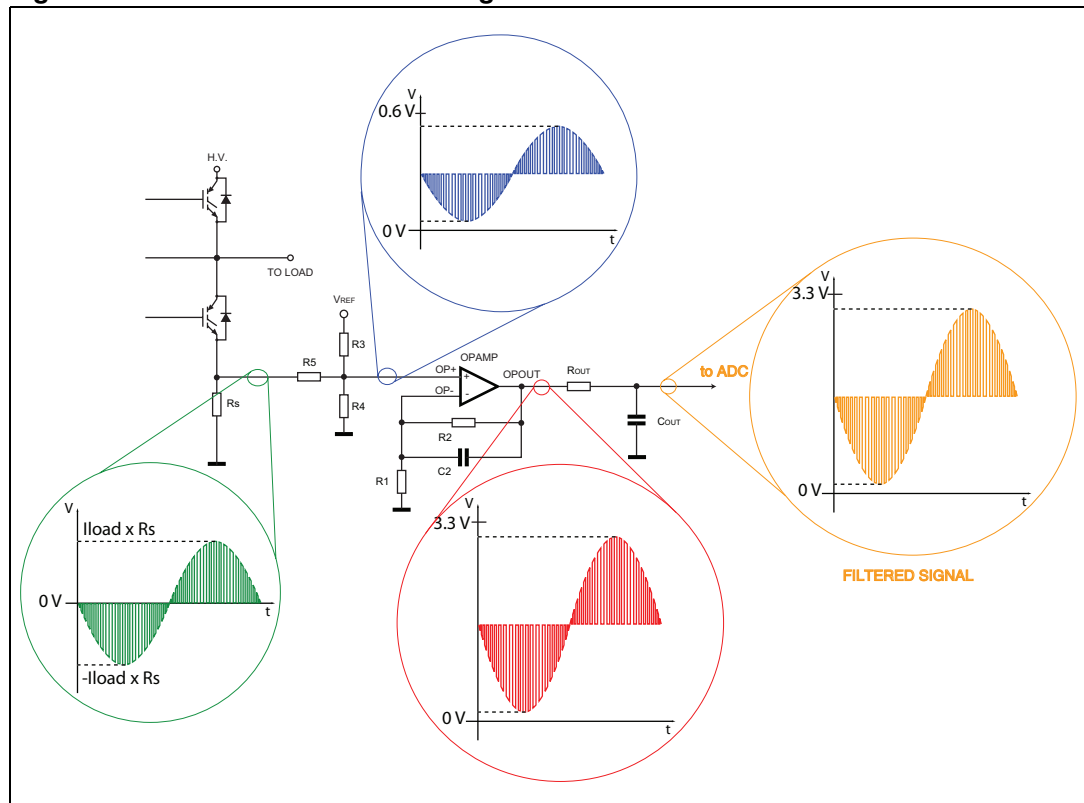 V
0.6 V
0 V
t
H.V.
TO LOAD
VREF
R3
R5
OPAMP
OP+
+
OP-
-
OPOUT
ROUT
to ADC
R4
Rs
R2
C2
R1
COUT
V
3.3 V
0 V
t
FILTERED SIGNAL
V
Iload x Rs
0 V
t
-Iload x Rs
V
3.3 V
0 V
t